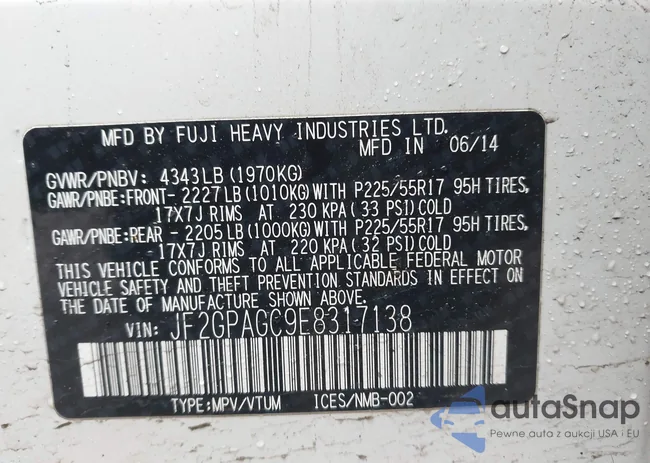 MFD BY FUJI HEAVY INDUSTRIES LTD.
MFD IN 06/14
GVWR/PNBV: 4343LB (1970KG)
GAWR/PNBE:FRONT- 2227LB (1010KG) WITH P225/55R17 95H TIRES,
17X7J RIMS AT 230 KPA (33 PSI) COLD
GAWR/PNBE:REAR - 2205LB (1000KG) WITH P225/55R17 95H TIRES,
17X7J RIMS AT 220 KPA (32 PSI) COLD
THIS VEHICLE CONFORMS TO ALL APPLICABLE FEDERAL MOTOR
VEHICLE SAFETY AND THEFT PREVENTION STANDARDS IN EFFECT ON
THE DATE OF MANUFACTURE SHOWN ABOVE.
VIN: JF2GPAGC9E8317138
TYPE:MPV/VTUM ICES/NMB-002
autoSnap
Pewne auta z aukcji USA i EU